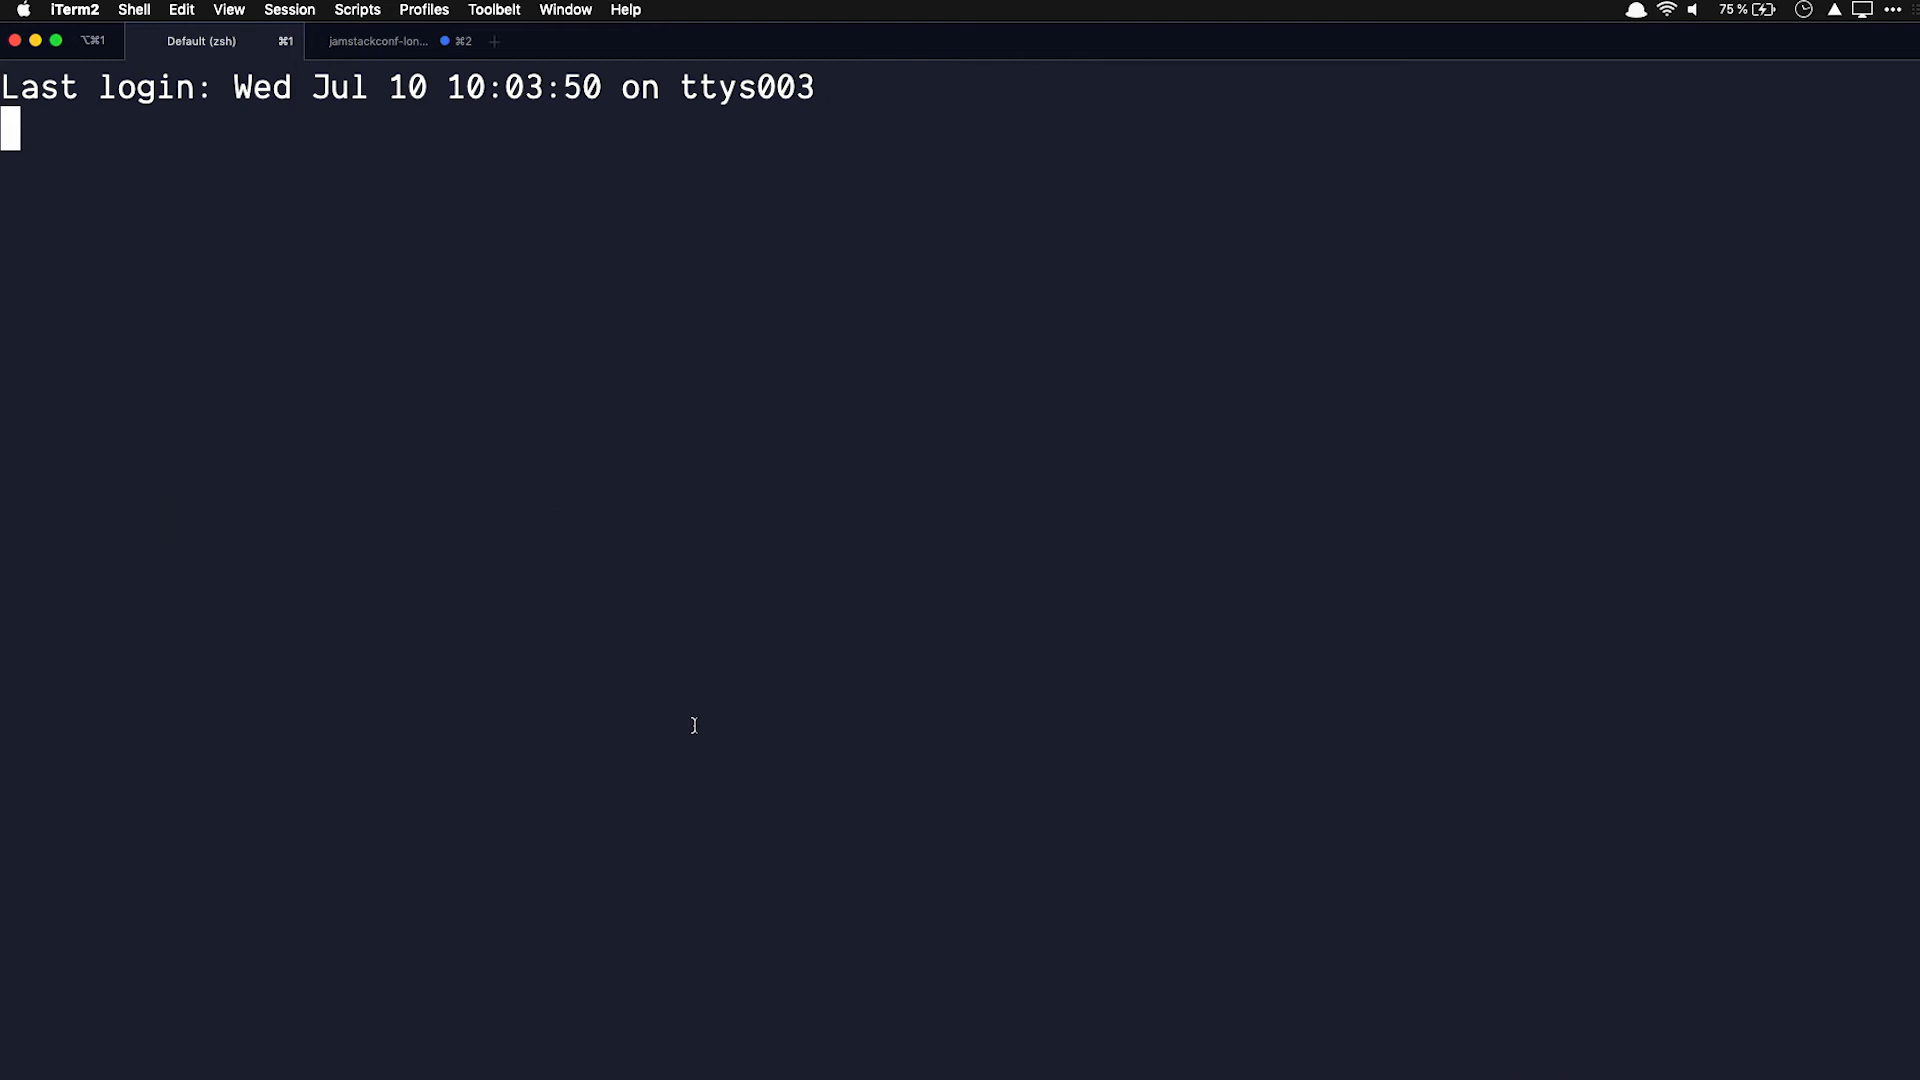 iTerm2 Shell Edit View Session Scripts Profiles Toolbelt Window Help 75 %
⌥⌘1 Default (zsh) ⌘1 jamstackconf-lon... ⌘2 +
Last login: Wed Jul 10 10:03:50 on ttys003